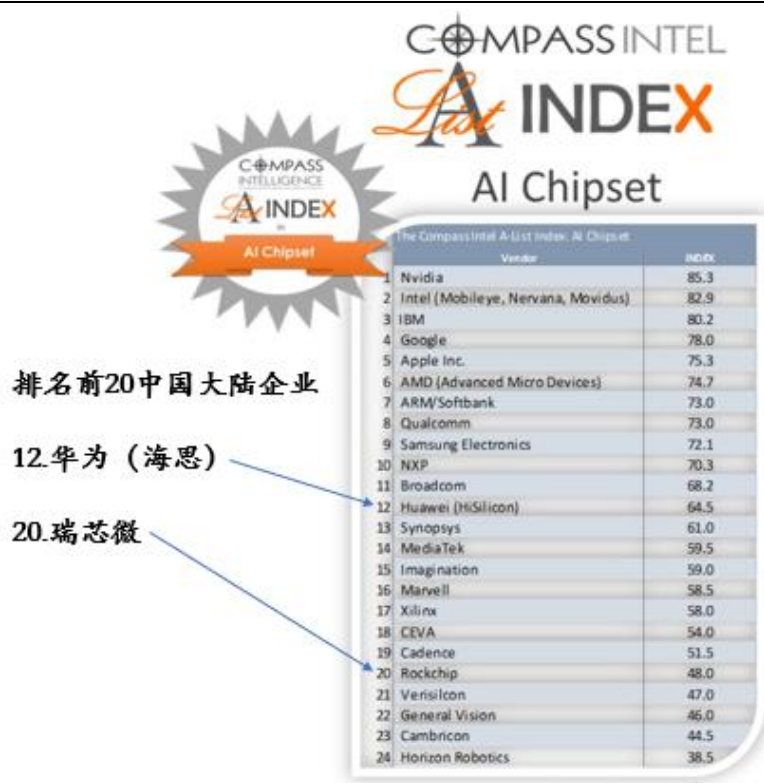 COMPASS INTEL
A List INDEX
AI Chipset
COMPASS
INTELLIGENCE
A List INDEX
in
AI Chipset
The Compass Intel A-List Index: AI Chipset
Vendor INDEX
1 Nvidia 85.3
2 Intel (Mobileye, Nervana, Movidus) 82.9
3 IBM 80.2
4 Google 78.0
5 Apple Inc. 75.3
6 AMD (Advanced Micro Devices) 74.7
7 ARM/Softbank 73.0
8 Qualcomm 73.0
9 Samsung Electronics 72.1
10 NXP 70.3
11 Broadcom 68.2
12 Huawei (HiSilicon) 64.5
13 Synopsys 61.0
14 MediaTek 59.5
15 Imagination 59.0
16 Marvell 58.5
17 Xilinx 58.0
18 CEVA 54.0
19 Cadence 51.5
20 Rockchip 48.0
21 Verisilcon 47.0
22 General Vision 46.0
23 Cambricon 44.5
24 Horizon Robotics 38.5
排名前20中国大陆企业
12.华为（海思）
20.瑞芯微